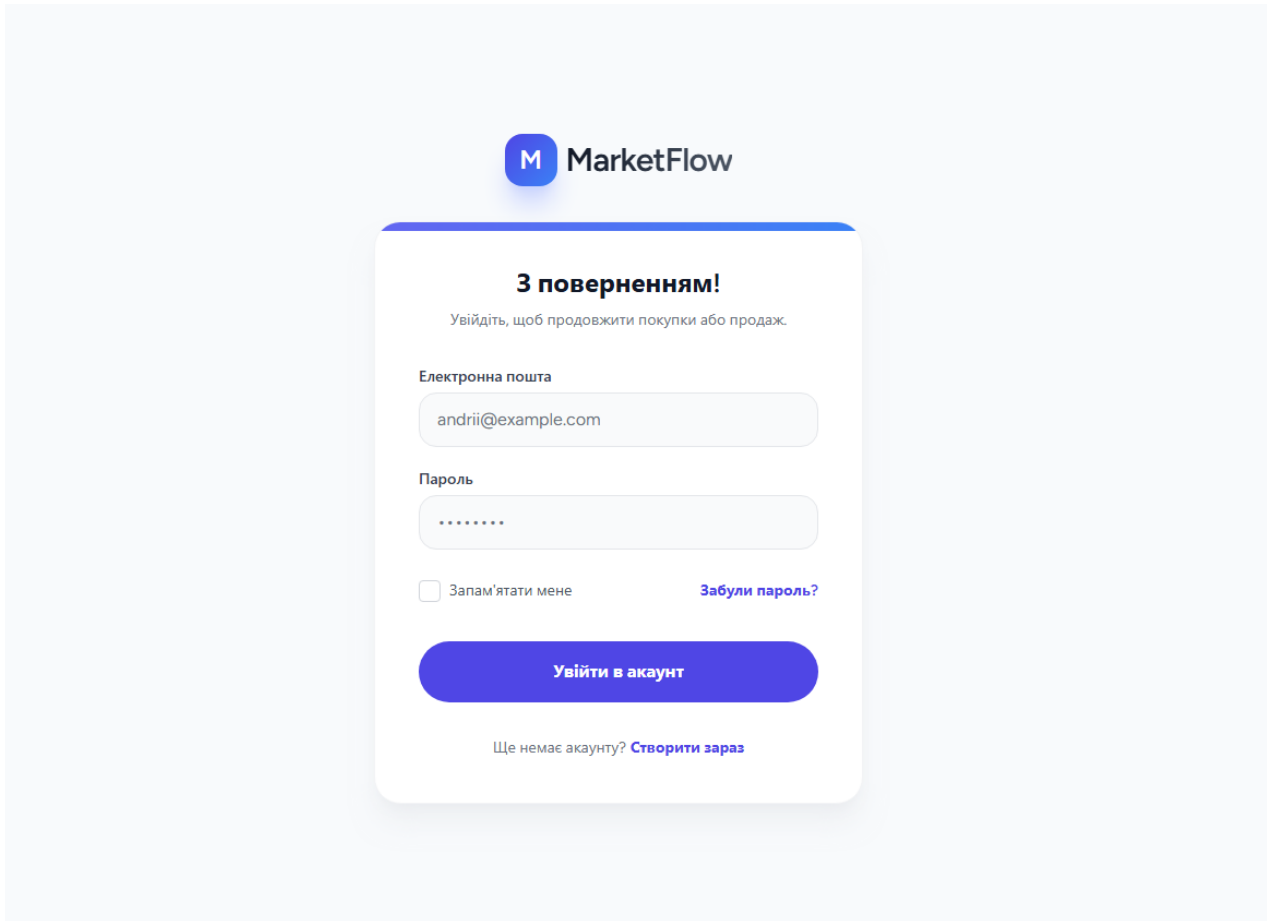 M MarketFlow
З поверненням!
Увійдіть, щоб продовжити покупки або продаж.
Електронна пошта
andrii@example.com
Пароль
••••••••
Запам'ятати мене Забули пароль?
Увійти в акаунт
Ще немає акаунту? Створити зараз